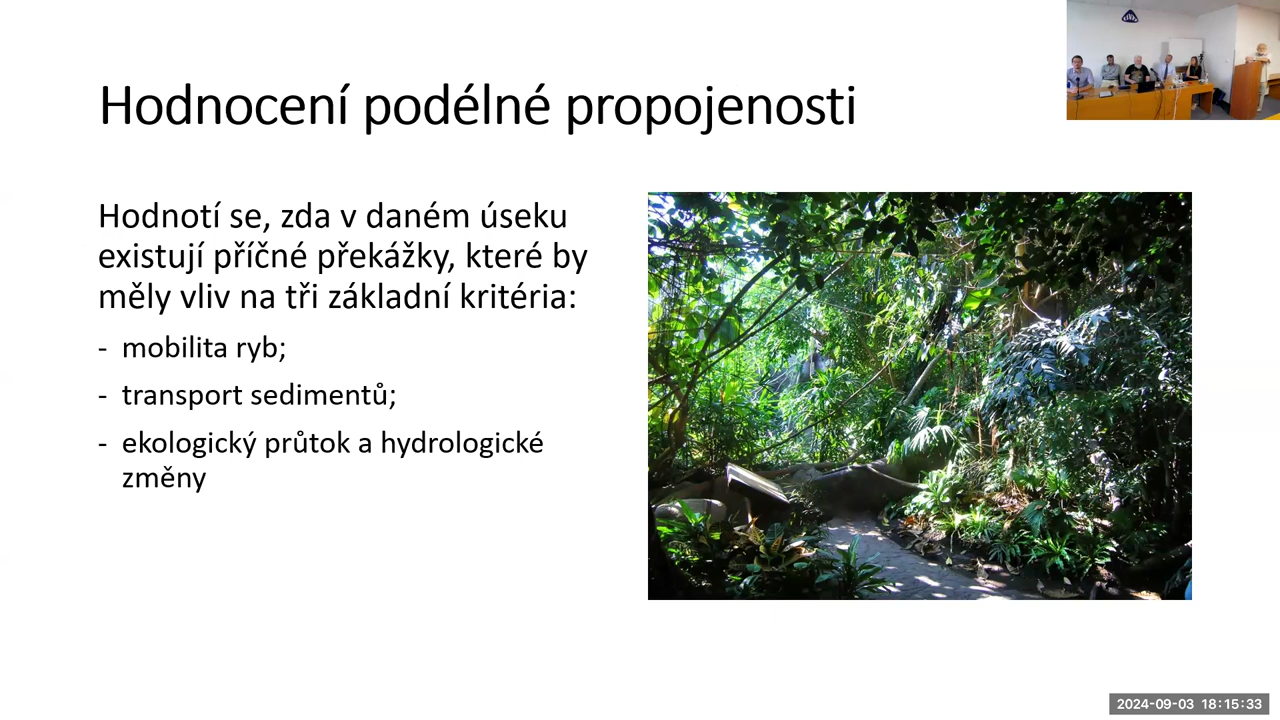 Hodnocení podélné propojenosti
Hodnotí se, zda v daném úseku
existují příčné překážky, které by
měly vliv na tři základní kritéria:
- mobilita ryb;
- transport sedimentů;
- ekologický průtok a hydrologické
změny
2024-09-03 18:15:33